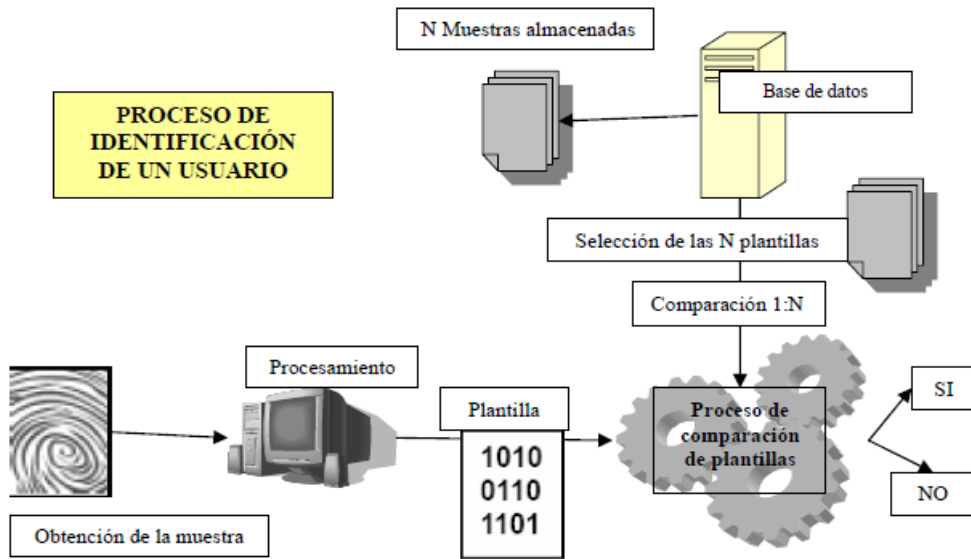 N Muestras almacenadas
Base de datos
PROCESO DE
IDENTIFICACIÓN
DE UN USUARIO
Selección de las N plantillas
Comparación 1:N
Procesamiento
Plantilla
1010
0110
1101
Proceso de
comparación
de plantillas
SI
NO
Obtención de la muestra